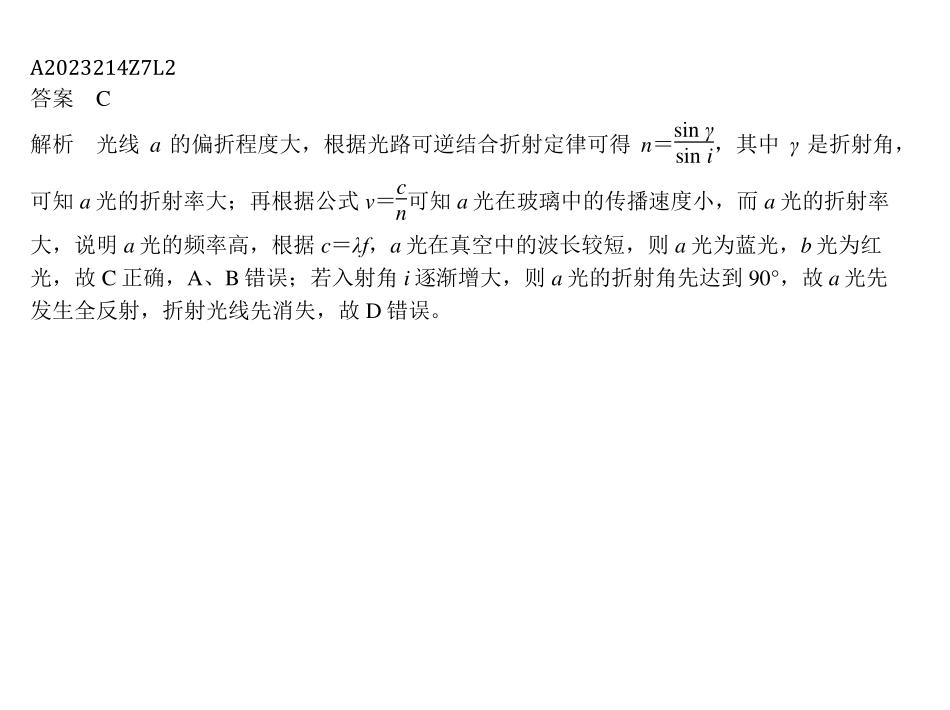 A2023214Z7L2
答案　C
解析　光线 a 的偏折程度大，根据光路可逆结合折射定律可得 n＝sin γ/sin i，其中 γ 是折射角，
可知 a 光的折射率大；再根据公式 v＝c/n可知 a 光在玻璃中的传播速度小，而 a 光的折射率
大，说明 a 光的频率高，根据 c＝λf，a 光在真空中的波长较短，则 a 光为蓝光，b 光为红
光，故 C 正确，A、B 错误；若入射角 i 逐渐增大，则 a 光的折射角先达到 90°，故 a 光先
发生全反射，折射光线先消失，故 D 错误。